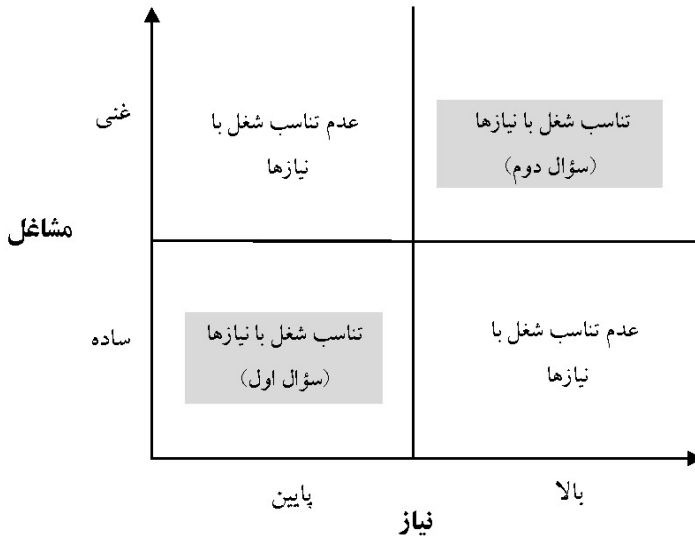 غنی
عدم تناسب شغل با
نیازها
تناسب شغل با نیازها
(سؤال دوم)
مشاغل
ساده
تناسب شغل با نیازها
(سؤال اول)
عدم تناسب شغل با
نیازها
پایین
بالا
نیاز